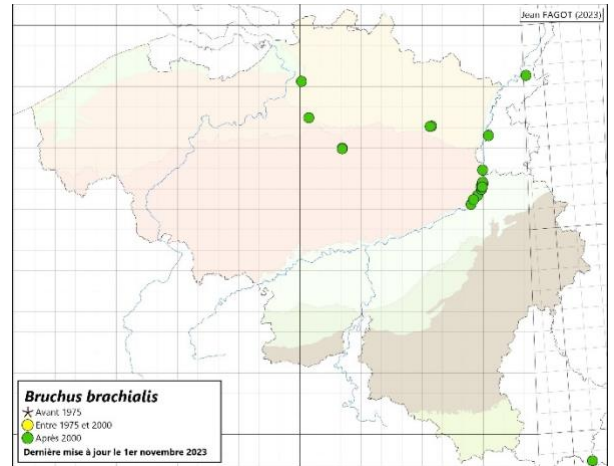 Jean FAGOT (2023)
Bruchus brachialis
Avant 1975
Entre 1975 et 2000
Après 2000
Dernière mise à jour le 1er novembre 2023